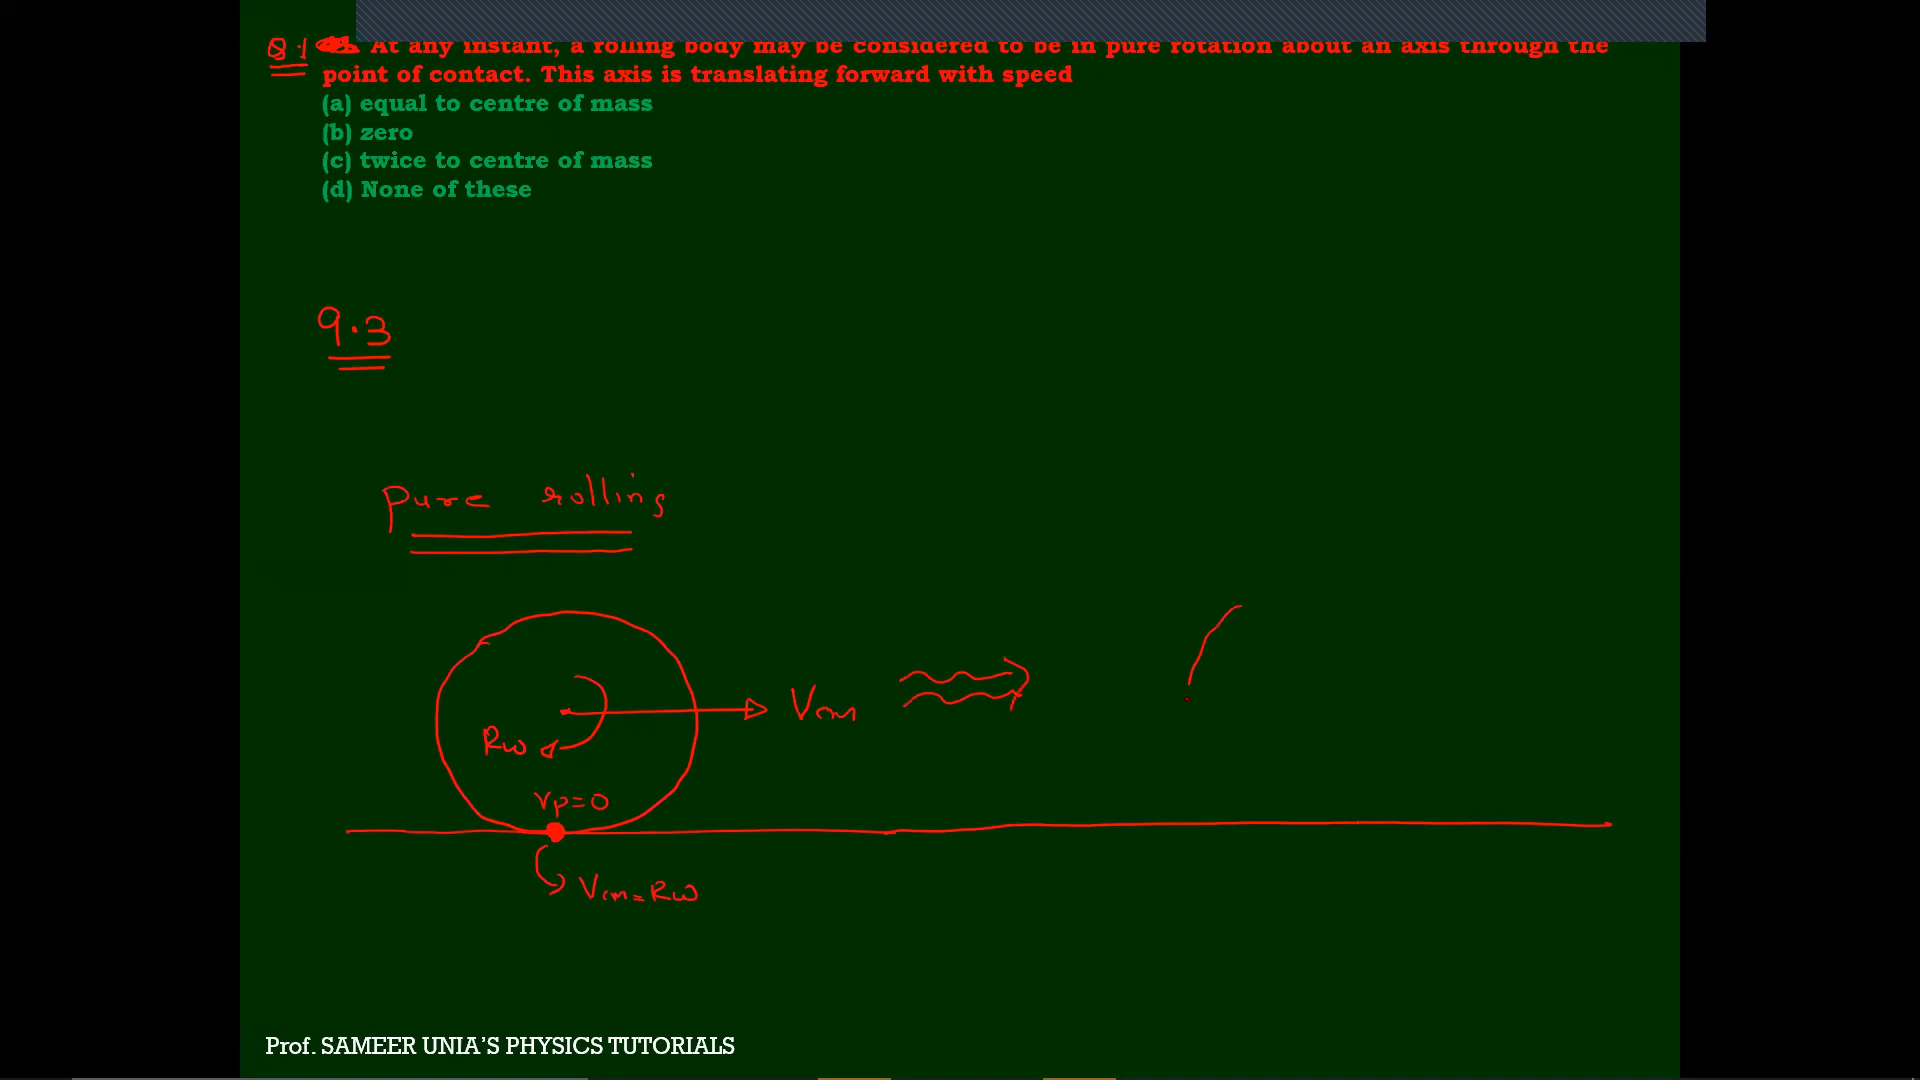 Q.1 At any instant, a rolling body may be considered to be in pure rotation about an axis through the
point of contact. This axis is translating forward with speed
(a) equal to centre of mass
(b) zero
(c) twice to centre of mass
(d) None of these
9.3
Pure rolling
Vcm
Rω
Vp=0
Vcm=Rω
Prof. SAMEER UNIA'S PHYSICS TUTORIALS